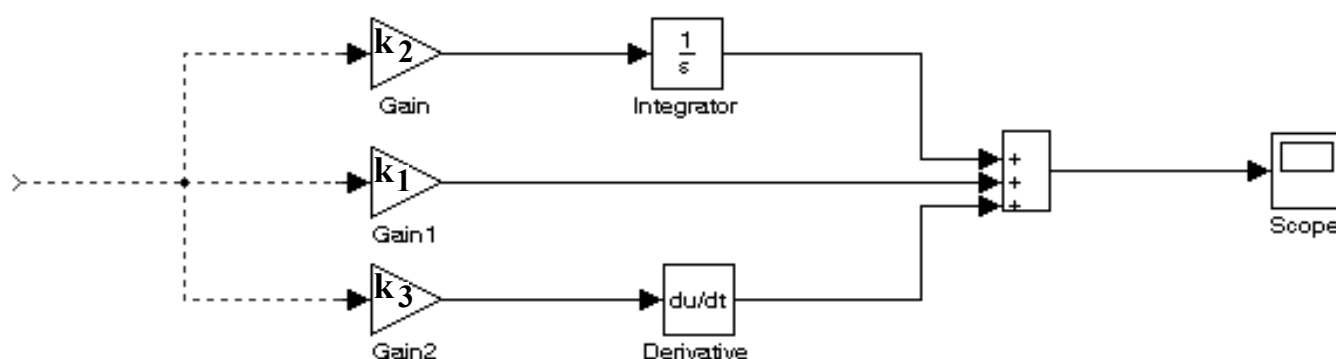 k2
Gain
1
s
Integrator
k1
Gain1
+
+
+
Scope
k3
Gain2
du/dt
Derivative